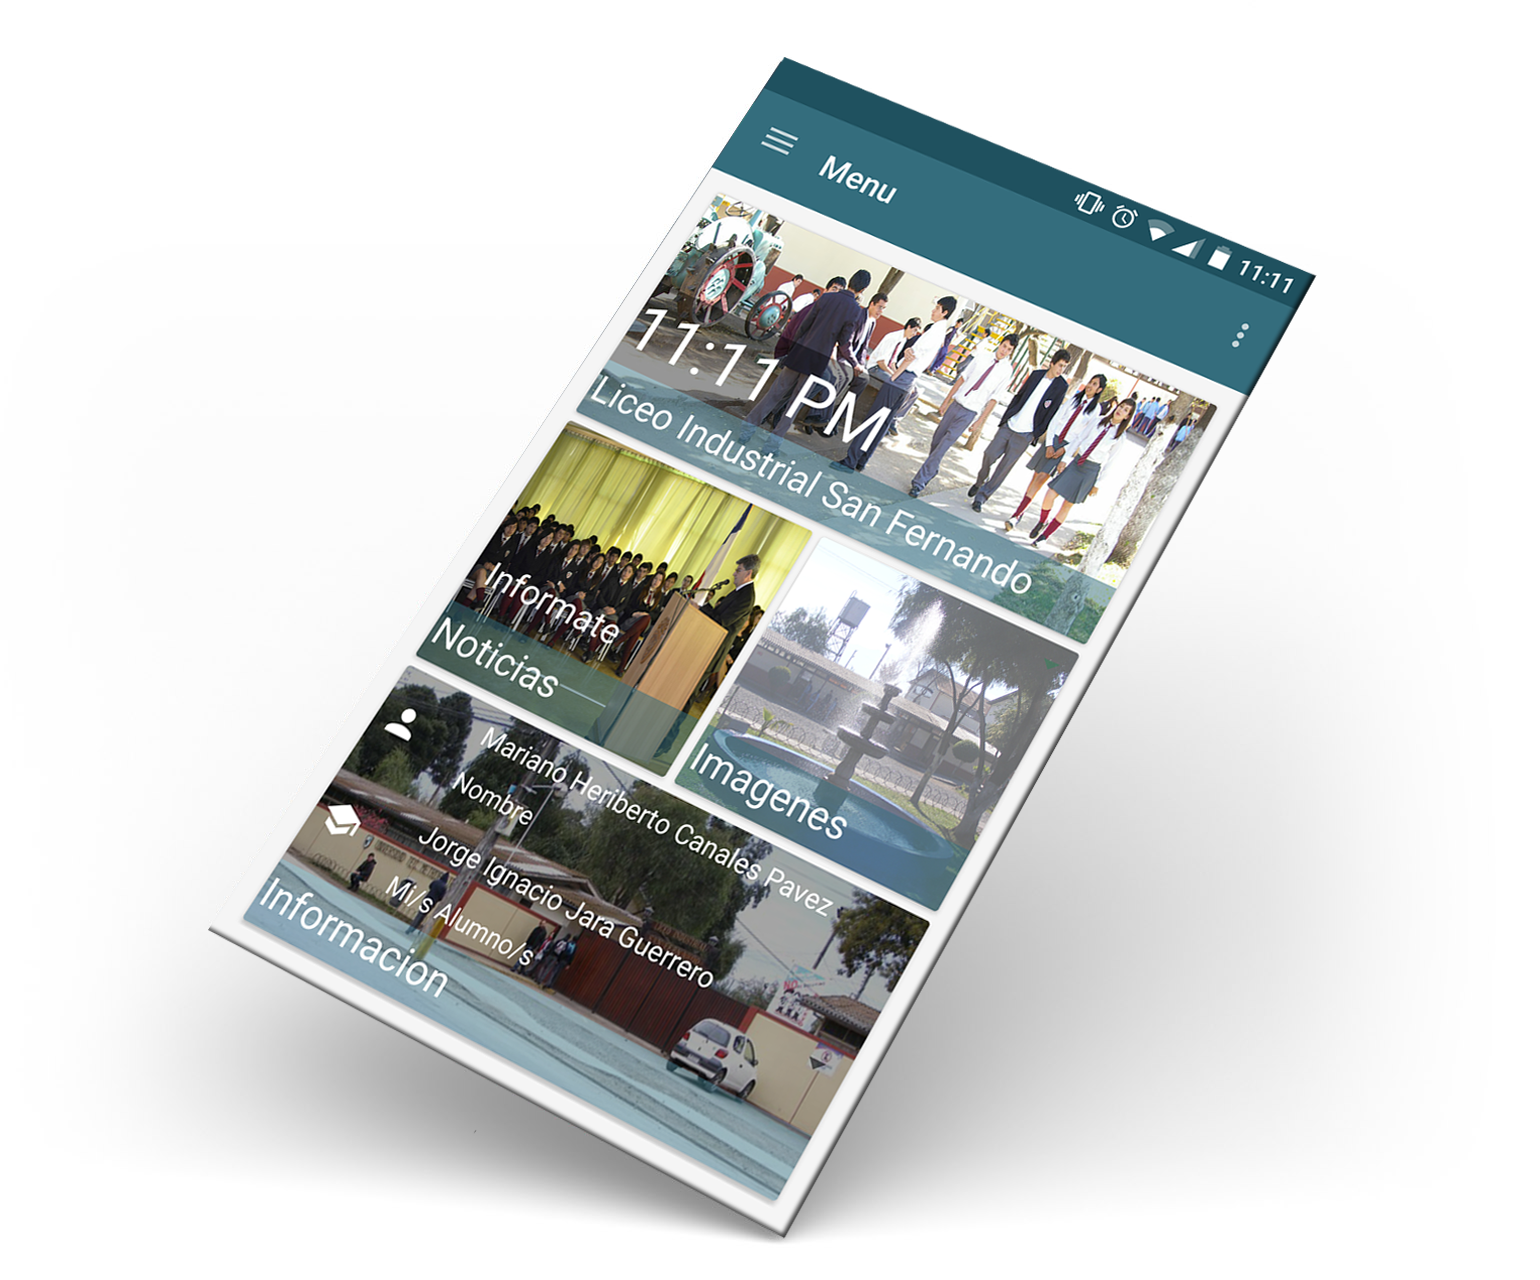 11:11
Menu
11:11 PM
Liceo Industrial San Fernando
Informate
Noticias
Imagenes
Mariano Heriberto Canales Pavez
Nombre
Jorge Ignacio Jara Guerrero
Mi/s Alumno/s
Informacion